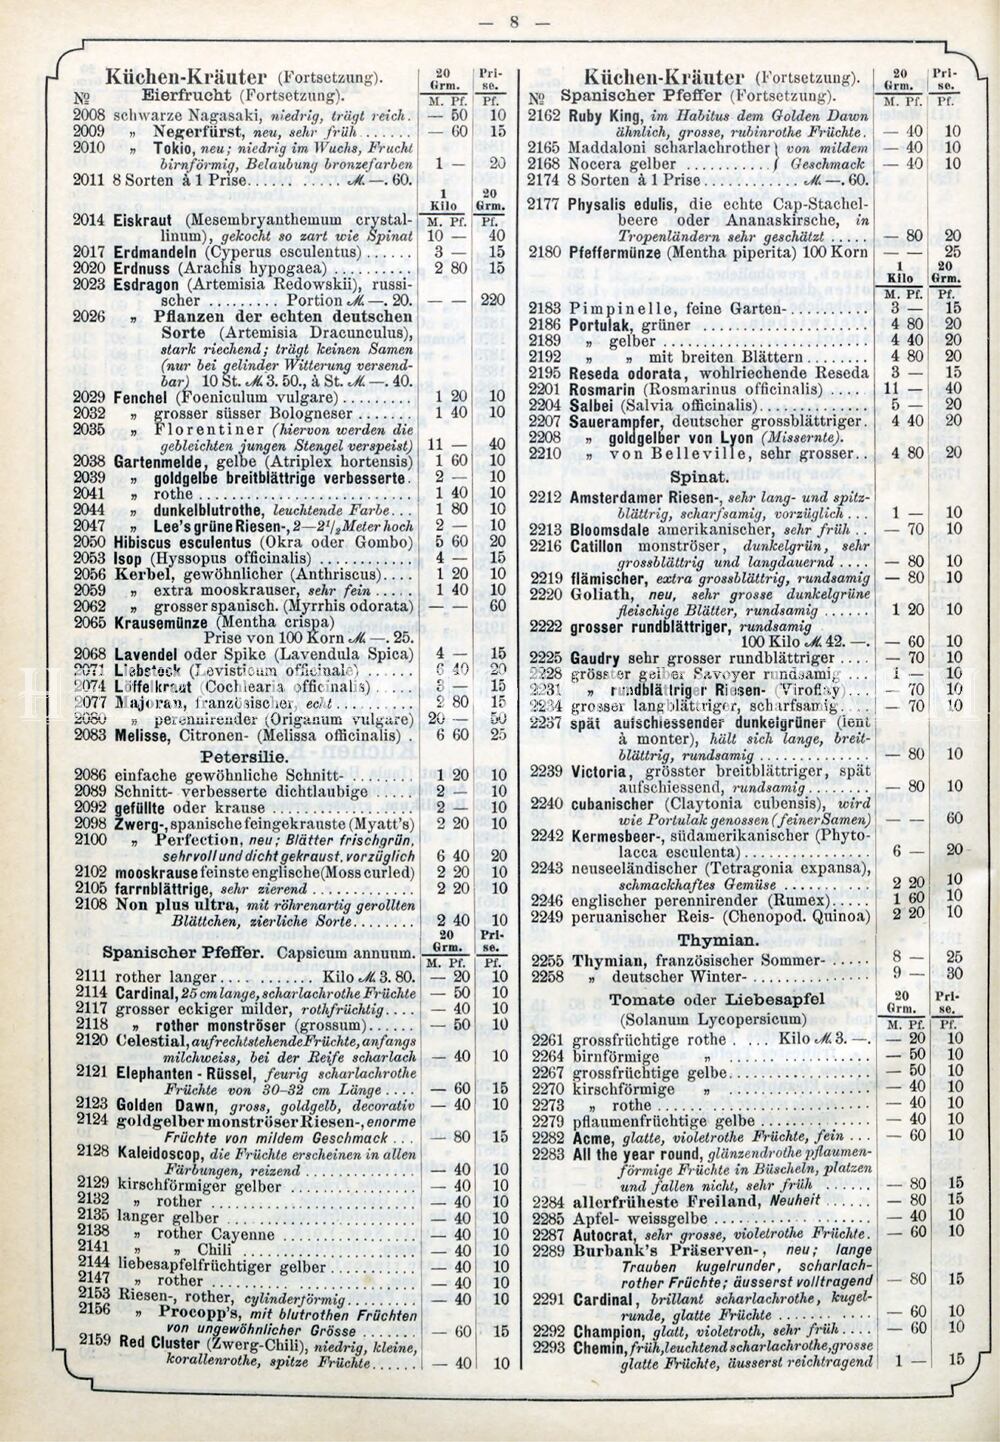 — 8 —
Küchen-Kräuter (Fortsetzung).
20 Grm. Pri-se.
№ Eierfrucht (Fortsetzung). M. Pf. Pf.
2008 schwarze Nagasaki, niedrig, trägt reich. — 50 10
2009 „ Negerfürst, neu, sehr früh ...... — 60 15
2010 „ Tokio, neu; niedrig im Wuchs, Frucht
birnförmig, Belaubung bronzefarben 1 — 20
2011 8 Sorten à 1 Prise ........ M. —. 60.
1 Kilo 20 Grm.
M. Pf. Pf.
2014 Eiskraut (Mesembryanthemum crystal-
linum), gekocht so zart wie Spinat 10 — 40
2017 Erdmandeln (Cyperus esculentus) ...... 3 — 15
2020 Erdnuss (Arachis hypogaea) .......... 2 80 15
2023 Esdragon (Artemisia Redowskii), russi-
scher ......... Portion M. —. 20. — — 220
2026 „ Pflanzen der echten deutschen
Sorte (Artemisia Dracunculus),
stark riechend; trägt keinen Samen
(nur bei gelinder Witterung versend-
bar) 10 St. M. 3. 50., à St. M. —. 40.
2029 Fenchel (Foeniculum vulgare) ......... 1 20 10
2032 „ grosser süsser Bologneser ....... 1 40 10
2035 „ Florentiner (hiervon werden die
gebleichten jungen Stengel verspeist) 11 — 40
2038 Gartenmelde, gelbe (Atriplex hortensis) 1 60 10
2039 „ goldgelbe breitblättrige verbesserte. 2 — 10
2041 „ rothe ........................ 1 40 10
2044 „ dunkelblutrothe, leuchtende Farbe... 1 80 10
2047 „ Lee's grüne Riesen-, 2—2½ Meter hoch 2 — 10
2050 Hibiscus esculentus (Okra oder Gombo) 5 60 20
2053 Isop (Hyssopus officinalis) ............ 4 — 15
2056 Kerbel, gewöhnlicher (Anthriscus).... 1 20 10
2059 „ extra mooskrauser, sehr fein ..... 1 40 10
2062 „ grosser spanisch. (Myrrhis odorata) — — 60
2065 Krausemünze (Mentha crispa)
Prise von 100 Korn M. —. 25.
2068 Lavendel oder Spike (Lavendula Spica) 4 — 15
2071 Liebstock (Levisticum officinale) ...... 6 40 20
2074 Löffelkraut (Cochlearia officinalis) ..... 3 — 15
2077 Majoran, französischer, echt .......... 2 80 15
2080 „ perennirender (Origanum vulgare) 20 — 50
2083 Melisse, Citronen- (Melissa officinalis) . 6 60 25
Petersilie.
2086 einfache gewöhnliche Schnitt- ........ 1 20 10
2089 Schnitt- verbesserte dichtlaubige ..... 2 — 10
2092 gefüllte oder krause ................. 2 — 10
2098 Zwerg-, spanische feingekrauste (Myatt's) 2 20 10
2100 „ Perfection, neu; Blätter frischgrün,
sehr voll und dicht gekraust, vorzüglich 6 40 20
2102 mooskrause feinste englische (Moss curled) 2 20 10
2105 farrnblättrige, sehr zierend ............ 2 20 10
2108 Non plus ultra, mit röhrenartig gerollten
Blättchen, zierliche Sorte ........ 2 40 10
20 Grm. Pri-se.
Spanischer Pfeffer. Capsicum annuum. M. Pf. Pf.
2111 rother langer .......... Kilo M. 3. 80. — 20 10
2114 Cardinal, 25 cm lange, scharlachrothe Früchte — 50 10
2117 grosser eckiger milder, rothfrüchtig.... — 40 10
2118 „ rother monströser (grossum)...... — 50 10
2120 Celestial, aufrechtstehende Früchte, anfangs
milchweiss, bei der Reife scharlach — 40 10
2121 Elephanten-Rüssel, feurig scharlachrothe
Früchte von 30—32 cm Länge .... — 60 15
2123 Golden Dawn, gross, goldgelb, decorativ — 40 10
2124 goldgelber monströser Riesen-, enorme
Früchte von mildem Geschmack ... — 80 15
2128 Kaleidoscop, die Früchte erscheinen in allen
Färbungen, reizend ............. — 40 10
2129 kirschförmiger gelber ............... — 40 10
2132 „ rother ..................... — 40 10
2135 langer gelber ....................... — 40 10
2138 „ rother Cayenne ............... — 40 10
2141 „ „ Chili .................. — 40 10
2144 liebesapfelfrüchtiger gelber ............ — 40 10
2147 „ rother ...................... — 40 10
2153 Riesen-, rother, cylinderförmig ......... — 40 10
2156 „ Procopp's, mit blutrothen Früchten
von ungewöhnlicher Grösse ...... — 60 15
2159 Red Cluster (Zwerg-Chili), niedrig, kleine,
korallenrothe, spitze Früchte...... — 40 10
Küchen-Kräuter (Fortsetzung).
20 Grm. Pri-se.
№ Spanischer Pfeffer (Fortsetzung). M. Pf. Pf.
2162 Ruby King, im Habitus dem Golden Dawn
ähnlich, grosse, rubinrothe Früchte. — 40 10
2165 Maddaloni scharlachrother } von mildem — 40 10
2168 Nocera gelber ........... } Geschmack — 40 10
2174 8 Sorten à 1 Prise ............ M. —. 60.
2177 Physalis edulis, die echte Cap-Stachel-
beere oder Ananaskirsche, in
Tropenländern sehr geschätzt ..... — 80 20
2180 Pfeffermünze (Mentha piperita) 100 Korn — — 25
1 Kilo 20 Grm.
M. Pf. Pf.
2183 Pimpinelle, feine Garten- ........... 3 — 15
2186 Portulak, grüner ................... 4 80 20
2189 „ gelber ..................... 4 40 20
2192 „ „ mit breiten Blättern ....... 4 80 20
2195 Reseda odorata, wohlriechende Reseda 3 — 15
2201 Rosmarin (Rosmarinus officinalis) ..... 11 — 40
2204 Salbei (Salvia officinalis) .............. 5 — 20
2207 Sauerampfer, deutscher grossblättriger. 4 40 20
2208 „ goldgelber von Lyon (Missernte).
2210 „ von Belleville, sehr grosser.. 4 80 20
Spinat.
2212 Amsterdamer Riesen-, sehr lang- und spitz-
blättrig, scharfsamig, vorzüglich ... 1 — 10
2213 Bloomsdale amerikanischer, sehr früh .. — 70 10
2216 Catillon monströser, dunkelgrün, sehr
grossblättrig und langdauernd .... — 80 10
2219 flämischer, extra grossblättrig, rundsamig — 80 10
2220 Goliath, neu, sehr grosse dunkelgrüne
fleischige Blätter, rundsamig ...... 1 20 10
2222 grosser rundblättriger, rundsamig
100 Kilo M. 42. —. — 60 10
2225 Gaudry sehr grosser rundblättriger .... — 70 10
2228 grösster gelber Savoyer rundsamig ... 1 — 10
2231 „ rundblättriger Riesen- (Viroflay)... — 70 10
2234 grosser langblättriger, scharfsamig.... — 70 10
2237 spät aufschiessender dunkelgrüner (lent
à monter), hält sich lange, breit-
blättrig, rundsamig ............. — 80 10
2239 Victoria, grösster breitblättriger, spät
aufschiessend, rundsamig ........ — 80 10
2240 cubanischer (Claytonia cubensis), wird
wie Portulak genossen (feiner Samen) — — 60
2242 Kermesbeer-, südamerikanischer (Phyto-
lacca esculenta) ................ 6 — 20
2243 neuseeländischer (Tetragonia expansa),
schmackhaftes Gemüse .......... 2 20 10
2246 englischer perennirender (Rumex)..... 1 60 10
2249 peruanischer Reis- (Chenopod. Quinoa) 2 20 10
Thymian.
2255 Thymian, französischer Sommer- ..... 8 — 25
2258 „ deutscher Winter- ............ 9 — 30
Tomate oder Liebesapfel
20 Grm. Pri-se.
(Solanum Lycopersicum) M. Pf. Pf.
2261 grossfrüchtige rothe . .... Kilo M. 3. —. — 20 10
2264 birnförmige „ ............... — 50 10
2267 grossfrüchtige gelbe ................ — 50 10
2270 kirschförmige „ ................ — 40 10
2273 „ rothe ....................... — 40 10
2279 pflaumenfrüchtige gelbe ............. — 40 10
2282 Acme, glatte, violetrothe Früchte, fein ... — 60 10
2283 All the year round, glänzendrothe pflaumen-
förmige Früchte in Büscheln, platzen
und fallen nicht, sehr früh ....... — 80 15
2284 allerfrüheste Freiland, Neuheit ...... — 80 15
2285 Apfel- weissgelbe ................... — 40 10
2287 Autocrat, sehr grosse, violetrothe Früchte. — 60 10
2289 Burbank's Präserven-, neu; lange
Trauben kugelrunder, scharlach-
rother Früchte; äusserst volltragend — 80 15
2291 Cardinal, brillant scharlachrothe, kugel-
runde, glatte Früchte ........... — 60 10
2292 Champion, glatt, violetroth, sehr früh .... — 60 10
2293 Chemin, früh, leuchtend scharlachrothe, grosse
glatte Früchte, äusserst reichtragend 1 — 15